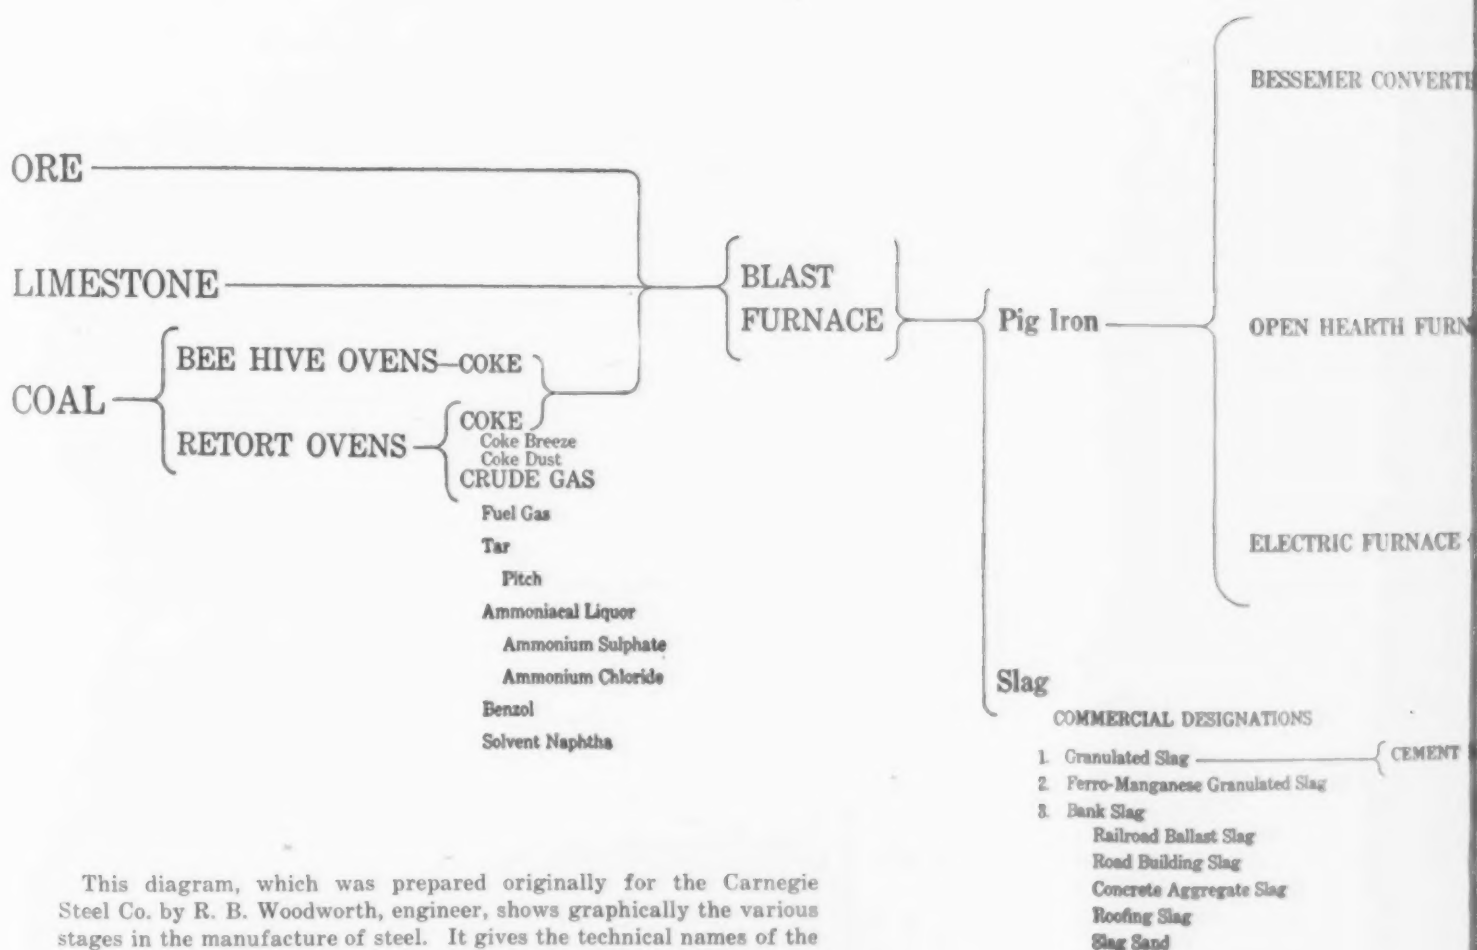 BESSEMER CONVERTE
ORE
LIMESTONE
BLAST
FURNACE
Pig Iron
OPEN HEARTH FURN
BEE HIVE OVENS
COKE
COAL
RETORT OVENS
COKE
Coke Breeze
Coke Dust
CRUDE GAS
Fuel Gas
Tar
Pitch
Ammoniacal Liquor
Ammonium Sulphate
Ammonium Chloride
Benzol
Solvent Naphtha
ELECTRIC FURNACE
Slag
COMMERCIAL DESIGNATIONS
1. Granulated Slag
CEMENT
2. Ferro-Manganese Granulated Slag
3. Bank Slag
Railroad Ballast Slag
Road Building Slag
Concrete Aggregate Slag
Roofing Slag
Slag Sand
This diagram, which was prepared originally for the Carnegie
Steel Co. by R. B. Woodworth, engineer, shows graphically the various
stages in the manufacture of steel. It gives the technical names of the